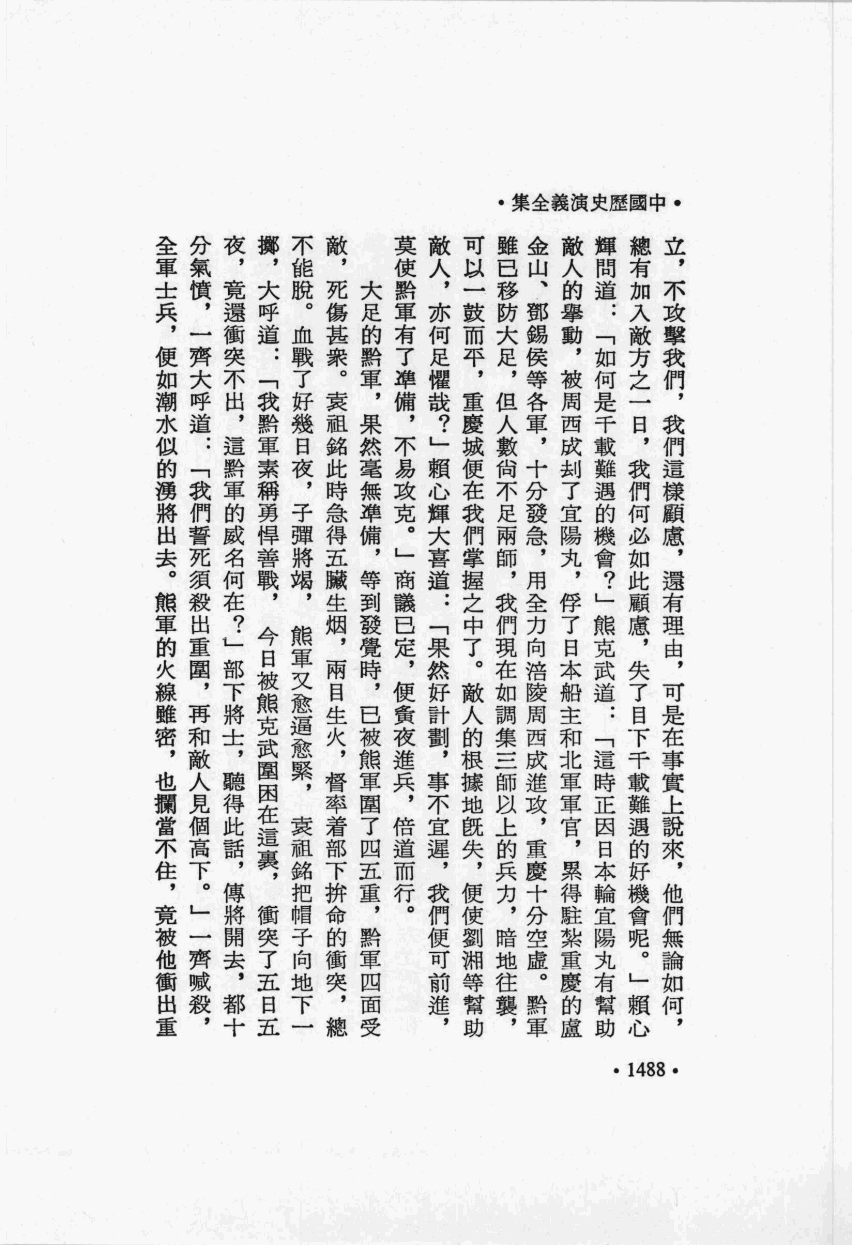 •中國歷史演義全集•
立，不攻擊我們，我們這樣顧慮，還有理由，可是在事實上說來，他們無論如何，
總有加入敵方之一日，我們何必如此顧慮，失了目下千載難遇的好機會呢。」賴心
輝問道：「如何是千載難遇的機會？」熊克武道：「這時正因日本輪宜陽丸有幫助
敵人的舉動，被周西成刦了宜陽丸，俘了日本船主和北軍軍官，累得駐紮重慶的盧
金山、鄧錫侯等各軍，十分發急，用全力向涪陵周西成進攻，重慶十分空虛。黔軍
雖已移防大足，但人數尙不足兩師，我們現在如調集三師以上的兵力，暗地往襲，
可以一鼓而平，重慶城便在我們掌握之中了。敵人的根據地旣失，便使劉湘等幫助
敵人，亦何足懼哉？」賴心輝大喜道：「果然好計劃，事不宜遲，我們便可前進，
莫使黔軍有了準備，不易攻克。」商議已定，便夤夜進兵，倍道而行。
大足的黔軍，果然毫無準備，等到發覺時，已被熊軍圍了四五重，黔軍四面受
敵，死傷甚衆。袁祖銘此時急得五臟生烟，兩目生火，督率着部下拚命的衝突，總
不能脫。血戰了好幾日夜，子彈將竭，熊軍又愈逼愈緊，袁祖銘把帽子向地下一
擲，大呼道：「我黔軍素稱勇悍善戰，今日被熊克武圍困在這裏，衝突了五日五
夜，竟還衝突不出，這黔軍的威名何在？」部下將士，聽得此話，傳將開去，都十
分氣憤，一齊大呼道：「我們誓死須殺出重圍，再和敵人見個高下。」一齊喊殺，
全軍士兵，便如潮水似的湧將出去。熊軍的火線雖密，也攔當不住，竟被他衝出重
•1488•